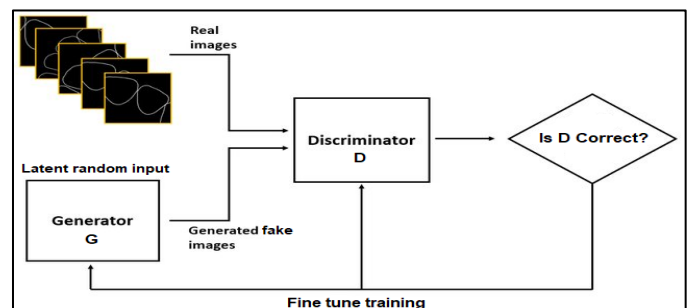 Real
images
Discriminator
D
Is D Correct?
Latent random input
Generator
G
Generated fake
images
Fine tune training